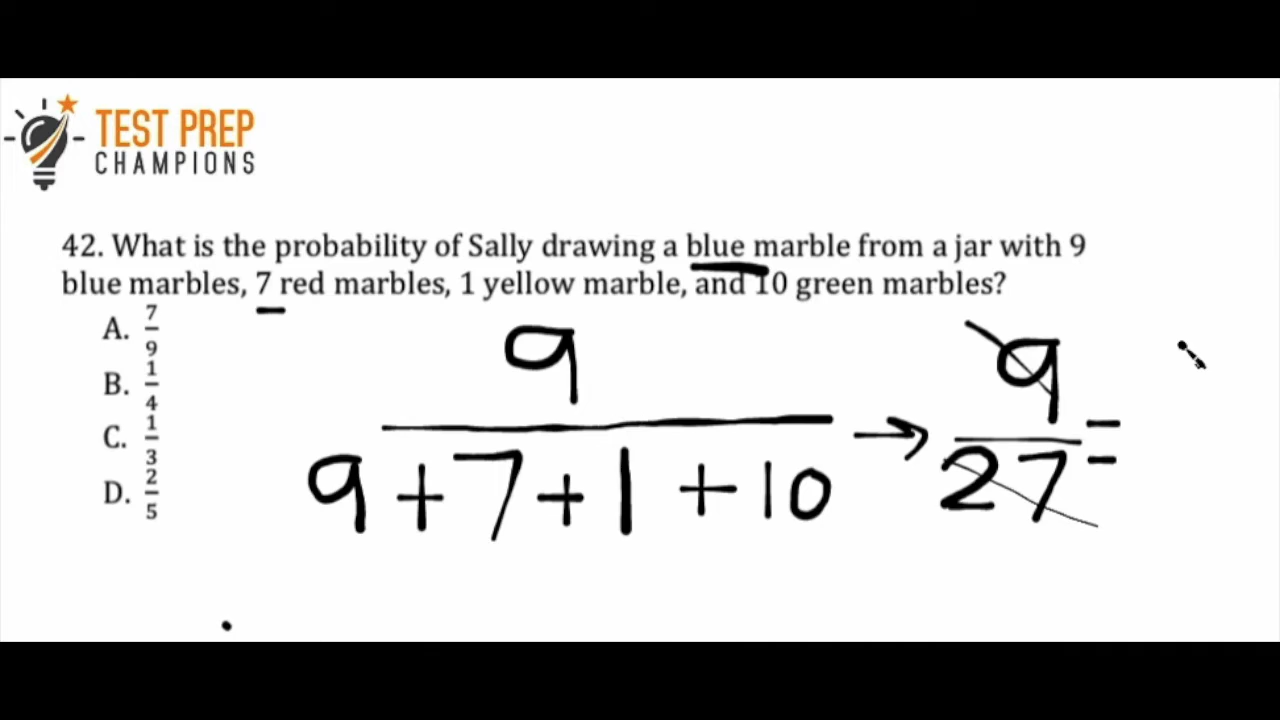 TEST PREP
CHAMPIONS
42. What is the probability of Sally drawing a blue marble from a jar with 9
blue marbles, 7 red marbles, 1 yellow marble, and 10 green marbles?
A. 7/9
B. 1/4
C. 1/3
D. 2/5
9
9+7+1+10
→
9
27
=